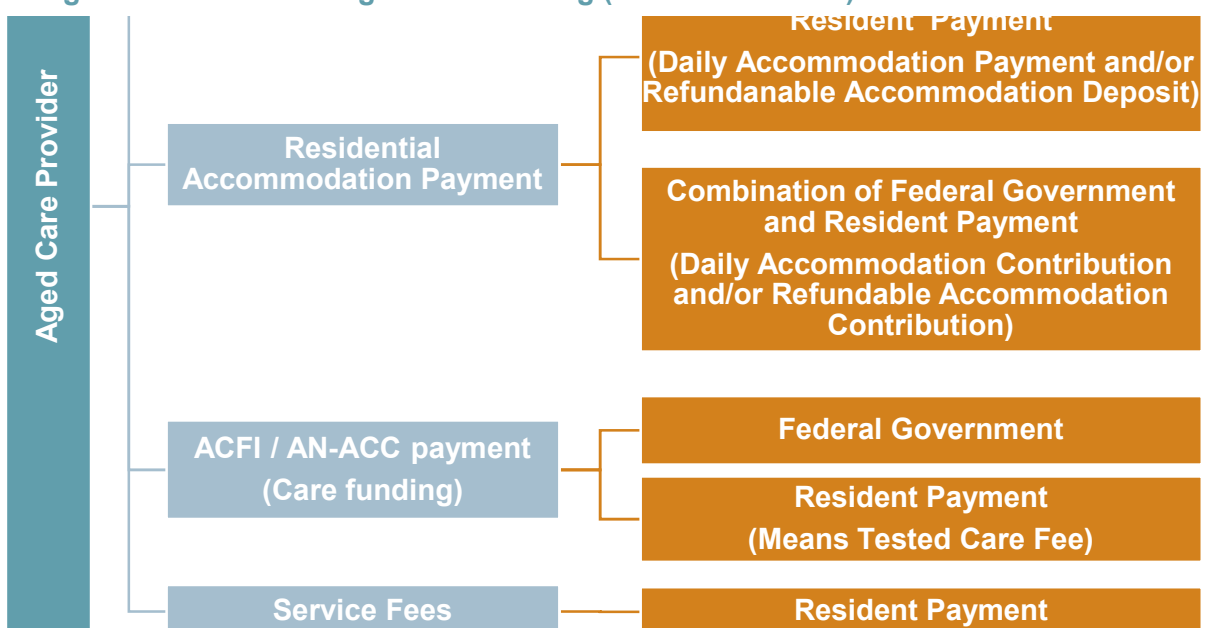 Aged Care Provider
Residential
Accommodation Payment
Resident Payment
(Daily Accommodation Payment and/or
Refundanable Accommodation Deposit)
Combination of Federal Government
and Resident Payment
(Daily Accommodation Contribution
and/or Refundable Accommodation
Contribution)
ACFI / AN-ACC payment
(Care funding)
Federal Government
Resident Payment
(Means Tested Care Fee)
Service Fees
Resident Payment